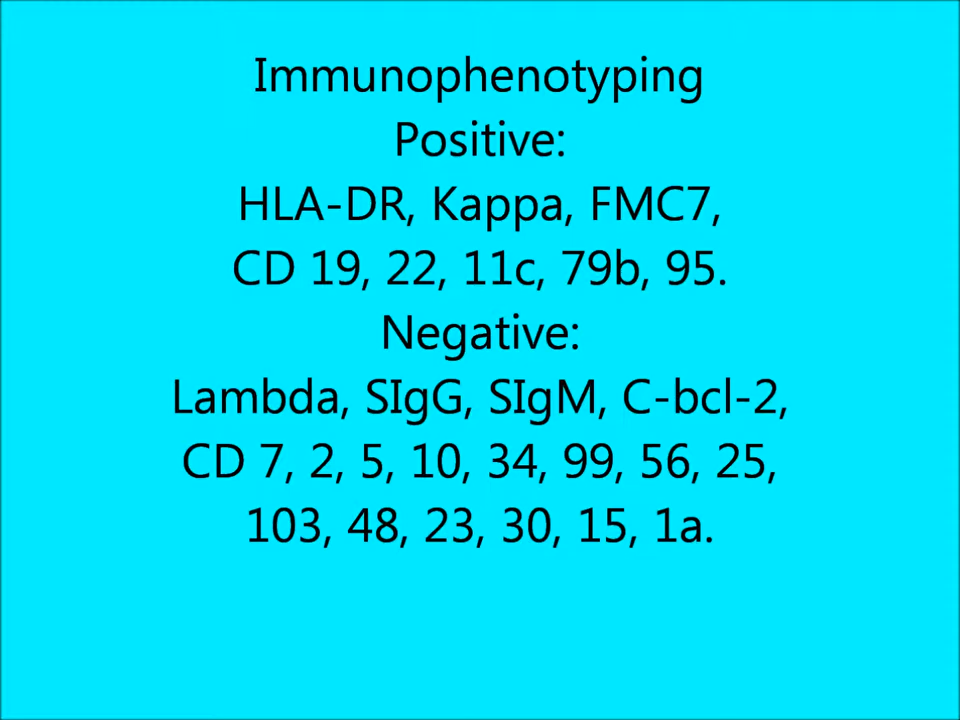 Immunophenotyping
Positive:
HLA-DR, Kappa, FMC7,
CD 19, 22, 11c, 79b, 95.
Negative:
Lambda, SIgG, SIgM, C-bcl-2,
CD 7, 2, 5, 10, 34, 99, 56, 25,
103, 48, 23, 30, 15, 1a.